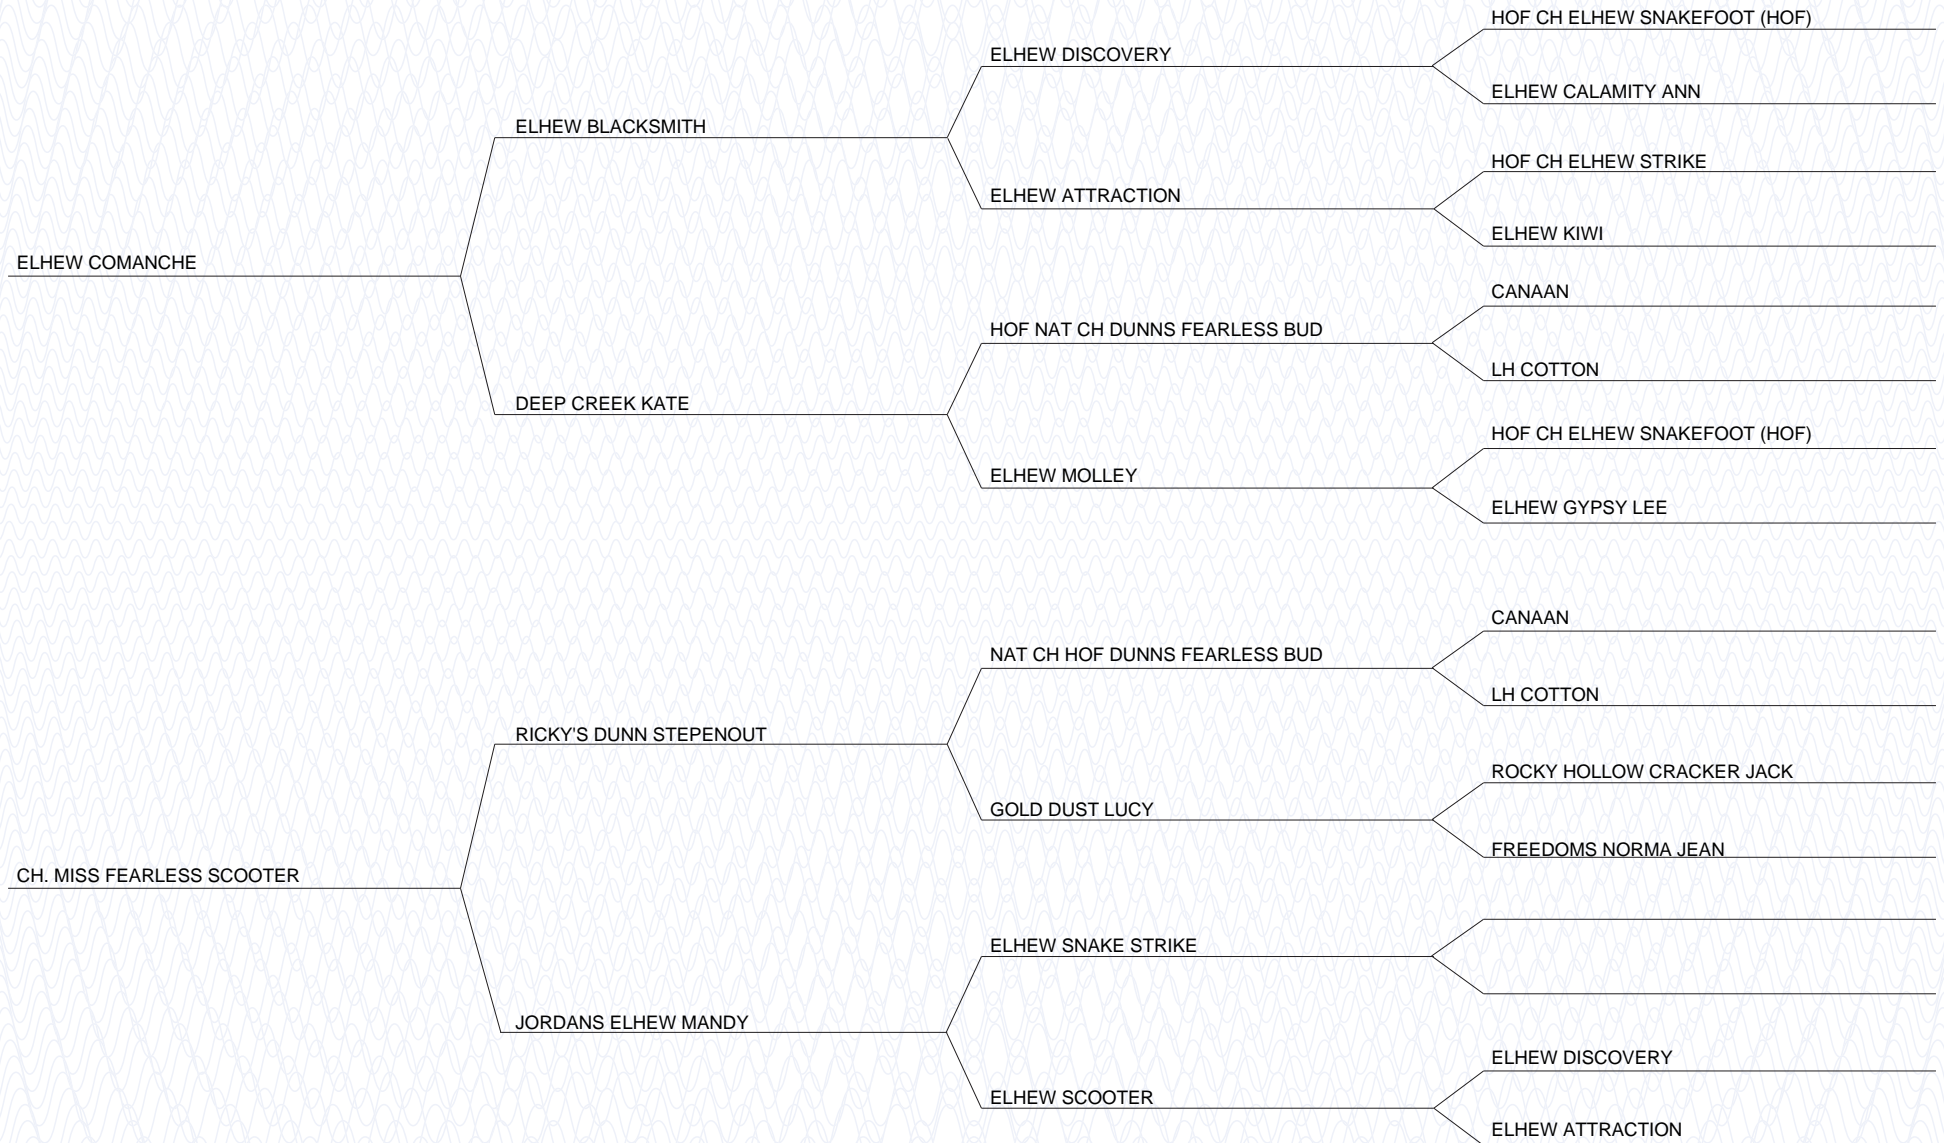 HOF CH ELHEW SNAKEFOOT (HOF)
ELHEW DISCOVERY
ELHEW CALAMITY ANN
ELHEW BLACKSMITH
HOF CH ELHEW STRIKE
ELHEW ATTRACTION
ELHEW KIWI
ELHEW COMANCHE
CANAAN
HOF NAT CH DUNNS FEARLESS BUD
LH COTTON
DEEP CREEK KATE
HOF CH ELHEW SNAKEFOOT (HOF)
ELHEW MOLLEY
ELHEW GYPSY LEE
CANAAN
NAT CH HOF DUNNS FEARLESS BUD
LH COTTON
RICKY'S DUNN STEPENOUT
ROCKY HOLLOW CRACKER JACK
GOLD DUST LUCY
FREEDOMS NORMA JEAN
CH. MISS FEARLESS SCOOTER
ELHEW SNAKE STRIKE
JORDANS ELHEW MANDY
ELHEW DISCOVERY
ELHEW SCOOTER
ELHEW ATTRACTION